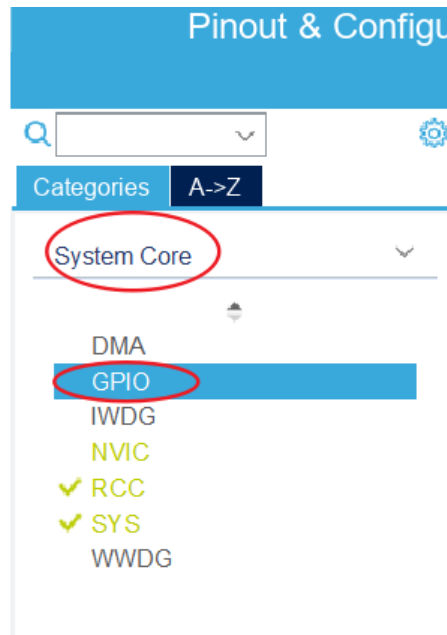 Pinout & Configu
Categories A->Z
System Core
DMA
GPIO
IWDG
NVIC
RCC
SYS
WWDG